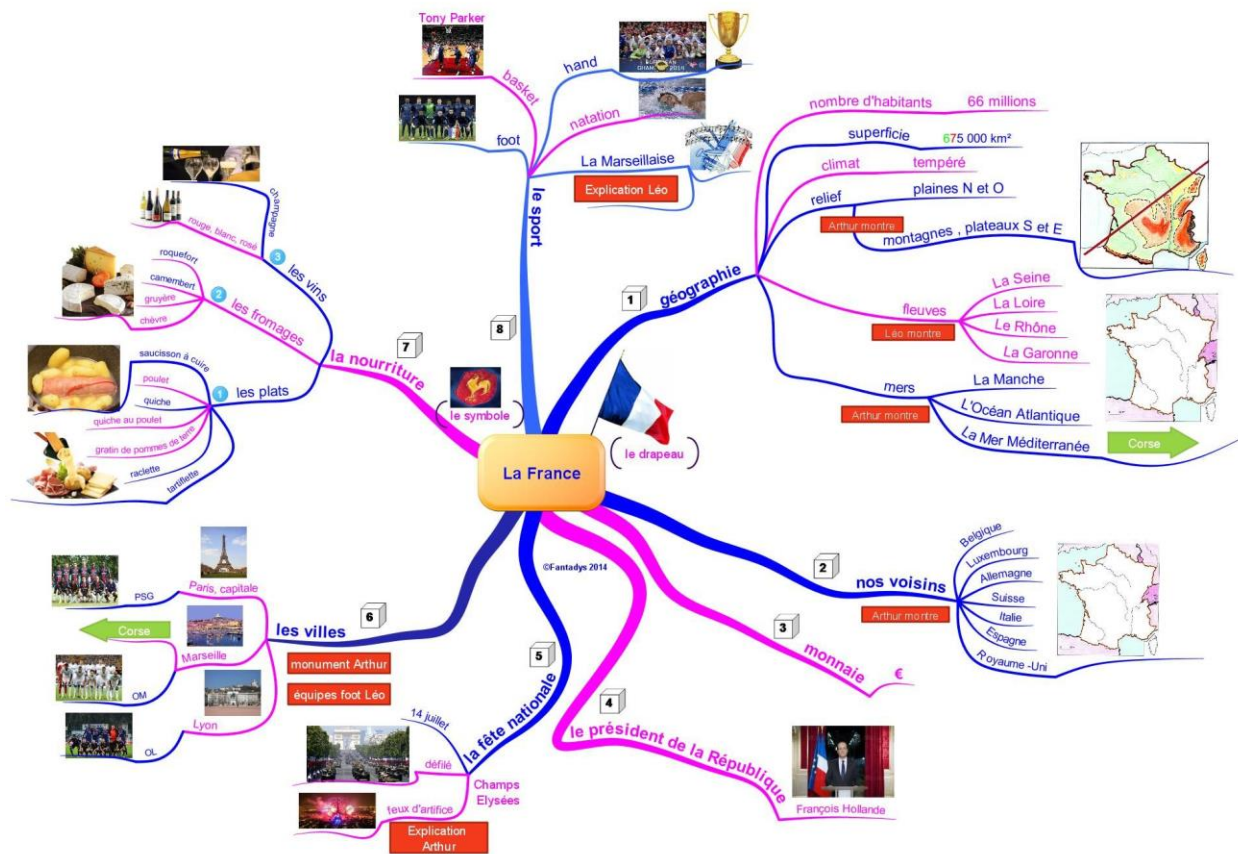 La France
le symbole
le drapeau
©Fantadys 2014
1
géographie
nombre d'habitants
66 millions
superficie
675 000 km²
climat
tempéré
relief
plaines N et O
Arthur montre
montagnes , plateaux S et E
fleuves
Léo montre
La Seine
La Loire
Le Rhône
La Garonne
mers
Arthur montre
La Manche
L'Océan Atlantique
La Mer Méditerranée
Corse
2
nos voisins
Arthur montre
Belgique
Luxembourg
Allemagne
Suisse
Italie
Espagne
Royaume -Uni
3
monnaie
€
4
le président de la République
François Hollande
5
la fête nationale
14 juillet
défilé
Champs
Elysées
feux d'artifice
Explication
Arthur
6
les villes
monument Arthur
équipes foot Léo
Paris, capitale
PSG
Corse
Marseille
OM
Lyon
OL
7
la nourriture
1
les plats
saucisson à cuire
poulet
quiche
quiche au poulet
gratin de pommes de terre
raclette
tartiflette
2
les fromages
roquefort
camembert
gruyère
chèvre
3
les vins
champagne
rouge, blanc, rosé
8
le sport
foot
basket
Tony Parker
hand
natation
La Marseillaise
Explication Léo